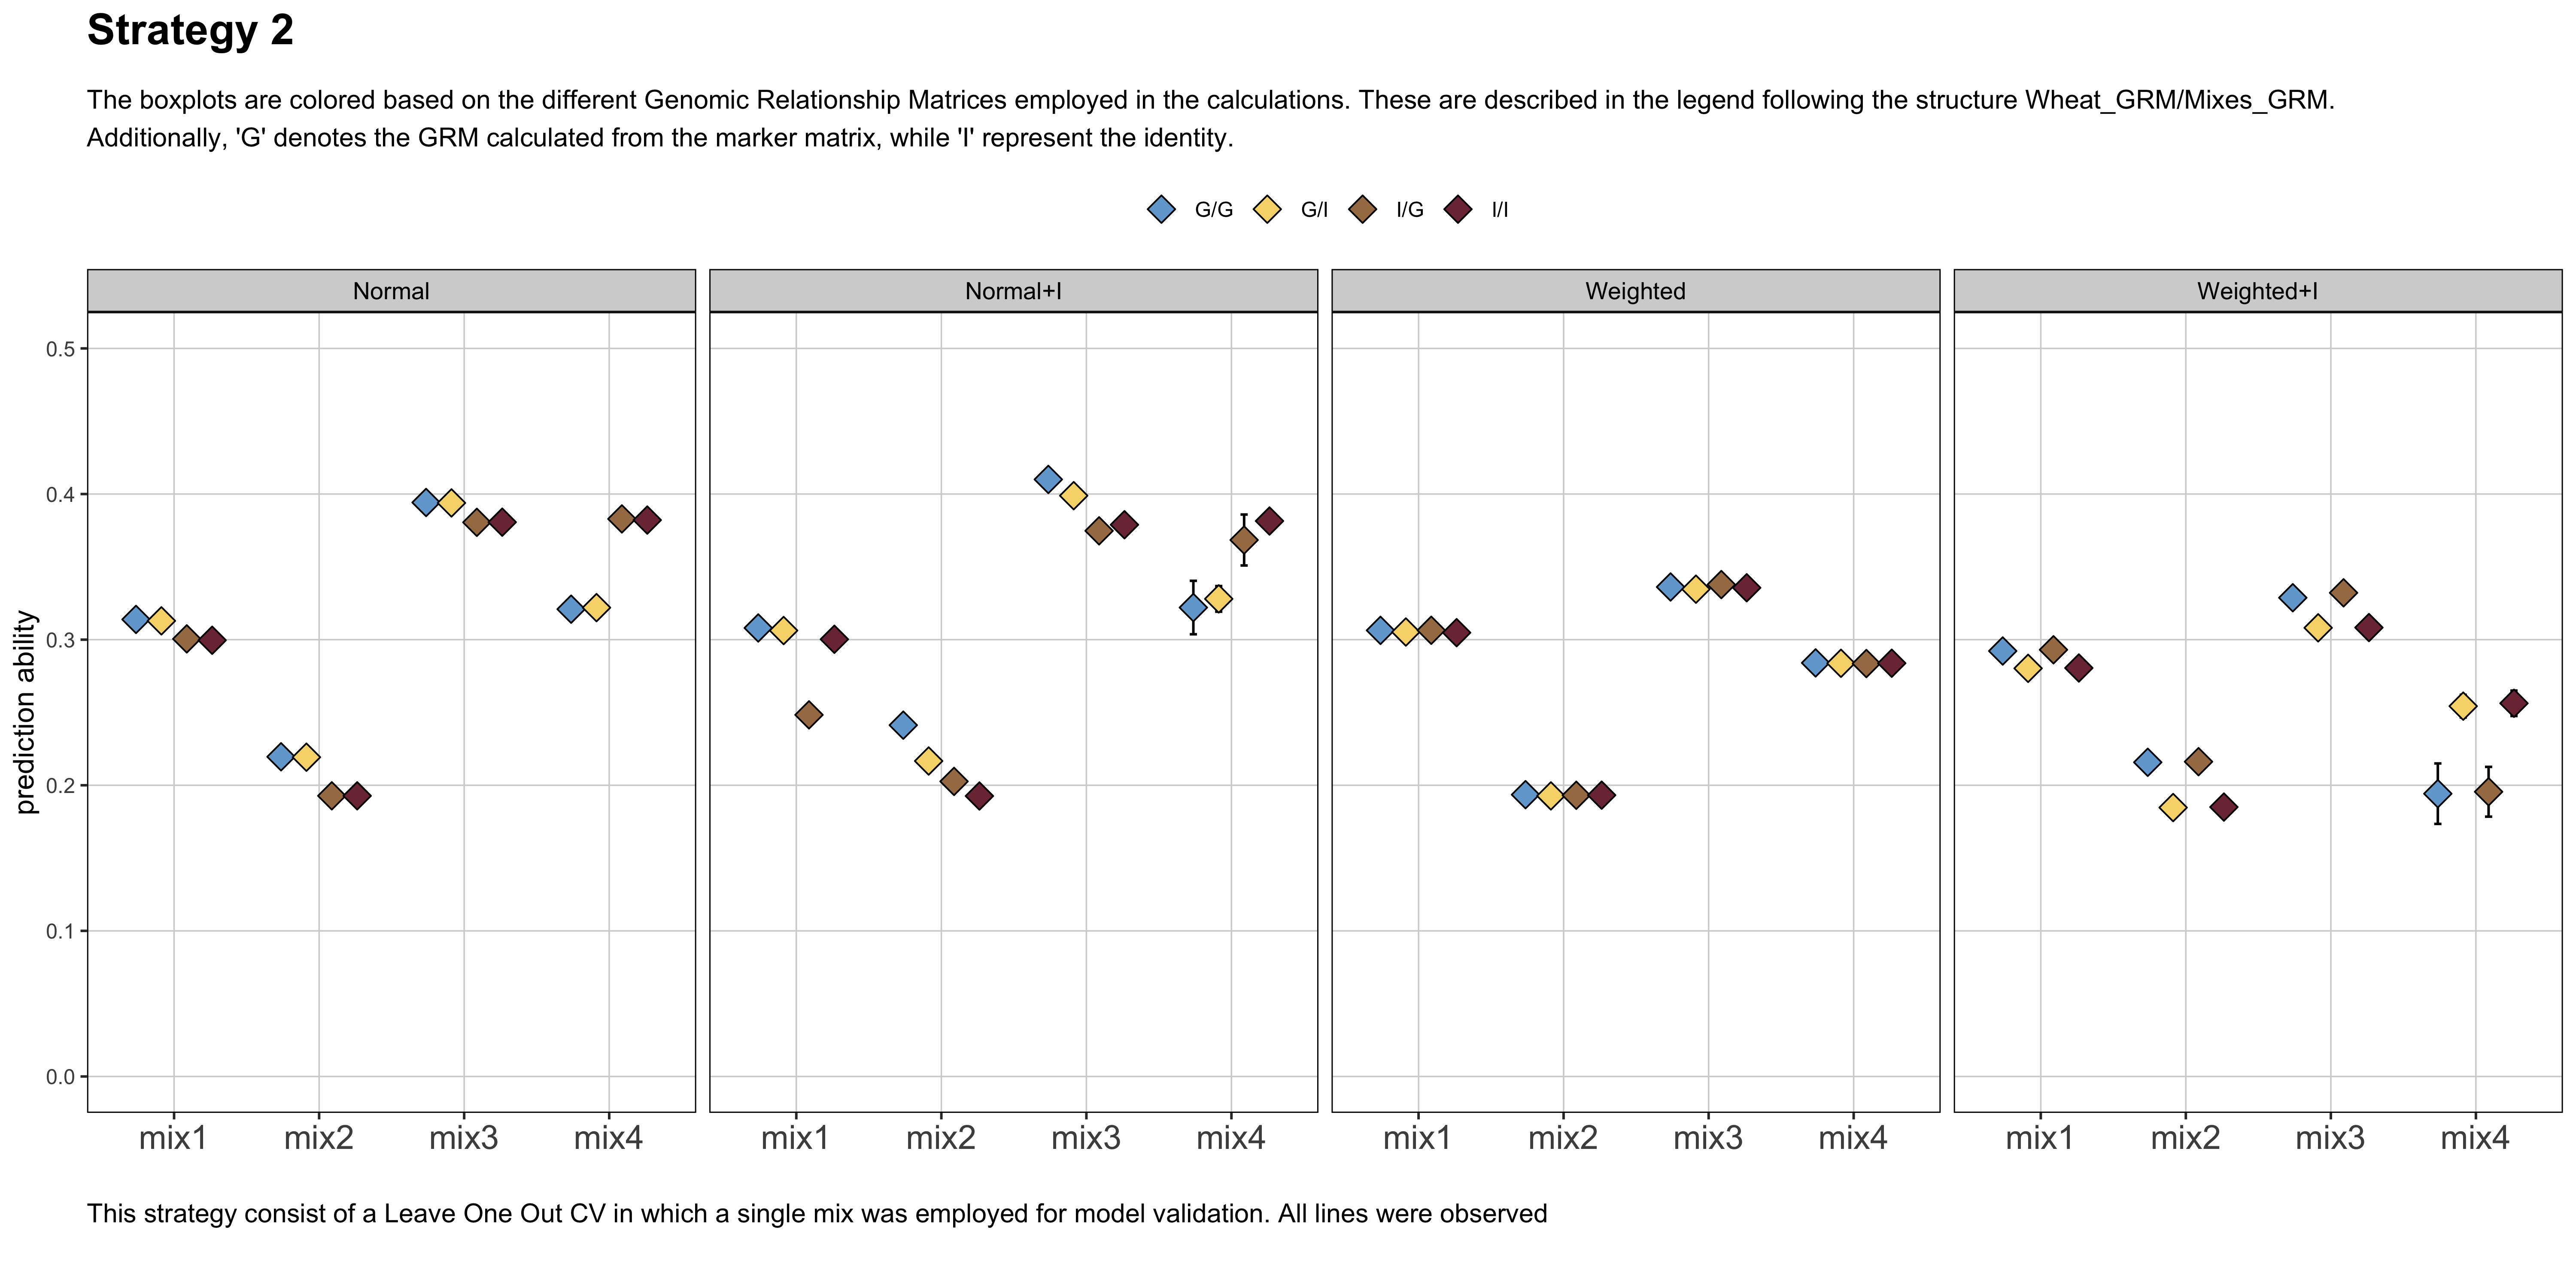 Strategy 2
The boxplots are colored based on the different Genomic Relationship Matrices employed in the calculations. These are described in the legend following the structure Wheat_GRM/Mixes_GRM.
Additionally, 'G' denotes the GRM calculated from the marker matrix, while 'I' represent the identity.
G/G G/I I/G I/I
Normal Normal+I Weighted Weighted+I
prediction ability
0.5
0.4
0.3
0.2
0.1
0.0
mix1 mix2 mix3 mix4 mix1 mix2 mix3 mix4 mix1 mix2 mix3 mix4 mix1 mix2 mix3 mix4
This strategy consist of a Leave One Out CV in which a single mix was employed for model validation. All lines were observed